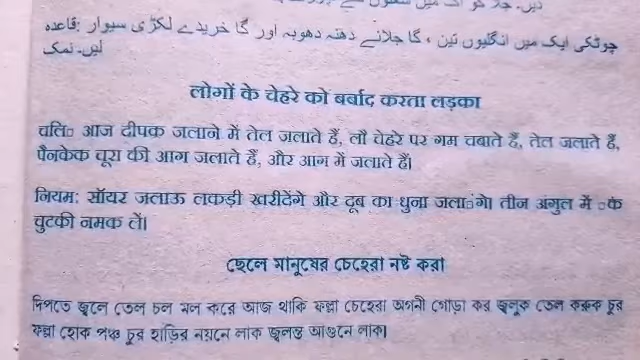 قاعدہ: سیوار لکڑی خریدے گا اور دھوبہ دھنہ جلانے گا، تین انگلیوں میں ایک چوٹکی
نمک لیں۔
लोगों के चेहरे को बर्बाद करता लड़का
चलि○ आज दीपक जलाने में तेल जलाते हैं, लौ चेहरे पर गम चबाते हैं, तेल जलाते हैं,
पैनकेक चूरा की आग जलाते हैं, और आग में जलाते हैं।
नियम: सॉयर जलाऊ लकड़ी खरीदेंगे और दूब का धुना जला○ंगे। तीन अंगुल में ○क
चुटकी नमक लें।
ছেলে মানুষের চেহেরা নষ্ট করা
দিপতে জ্বলে তেল চল মল করে আজ থাকি ফল্লা চেহেরা অগনী পোড়া কর জ্বলুক তেল করুক চুর
ফল্লা হোক পঞ্চ চুর হাড়ির নয়নে লাক জ্বলন্ত আগুনে লাক।